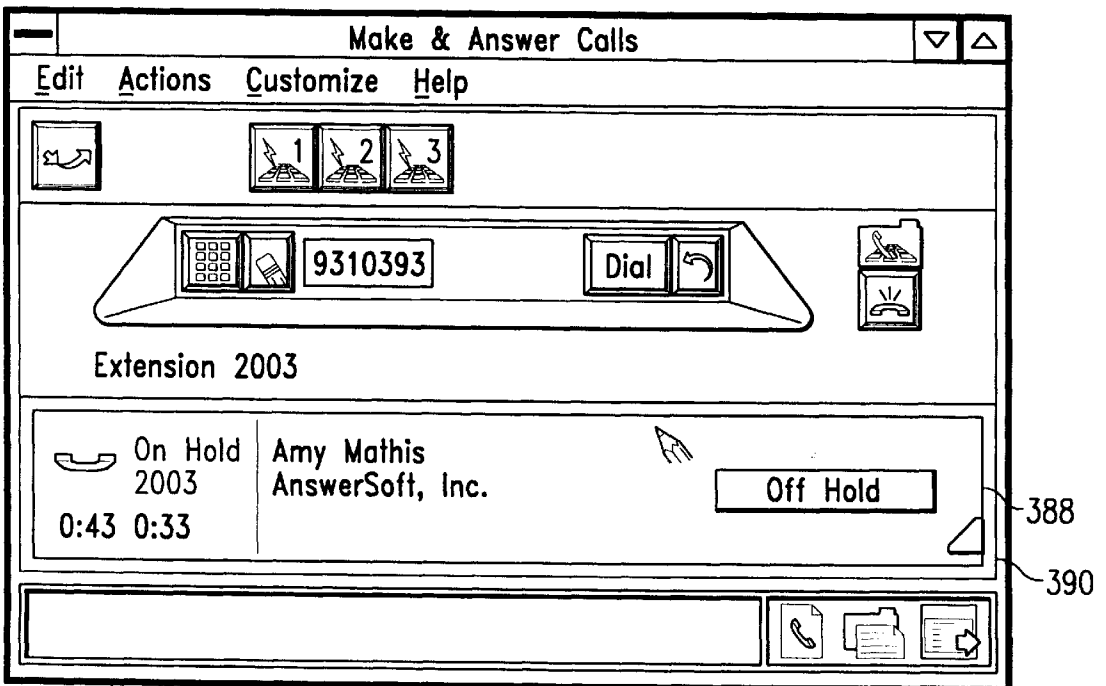 Make & Answer Calls
Edit Actions Customize Help
1 2 3
9310393 Dial
Extension 2003
On Hold
2003
0:43 0:33
Amy Mathis
AnswerSoft, Inc.
Off Hold
388
390